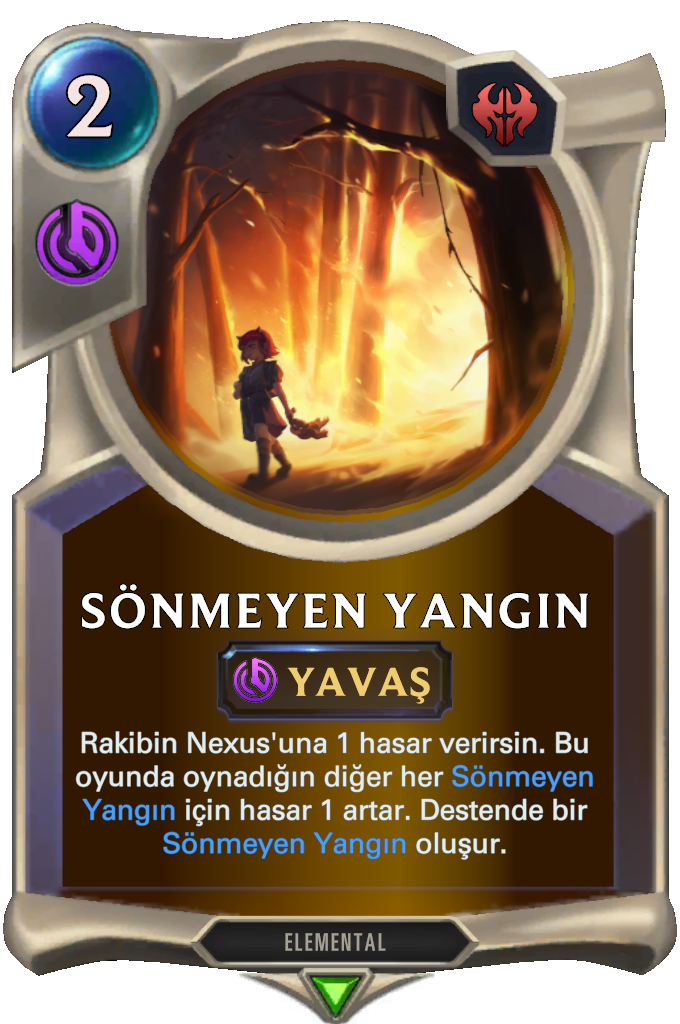 2
SÖNMEYEN YANGIN
YAVAŞ
Rakibin Nexus'una 1 hasar verirsin. Bu
oyunda oynadığın diğer her Sönmeyen
Yangın için hasar 1 artar. Destende bir
Sönmeyen Yangın oluşur.
ELEMENTAL